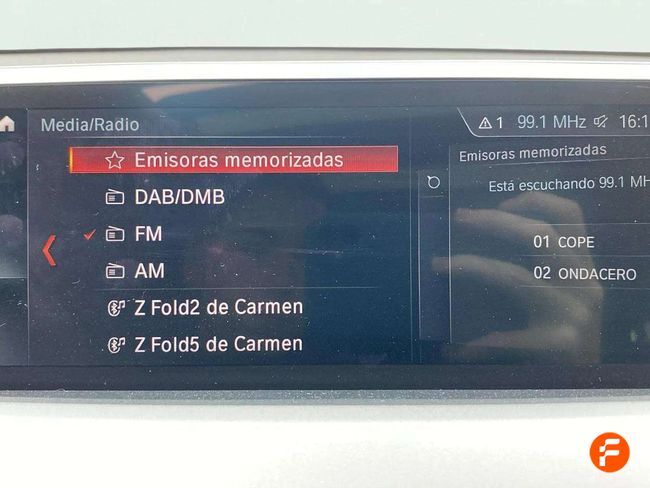 Media/Radio
1 99.1 MHz 16:1
Emisoras memorizadas
DAB/DMB
FM
AM
Z Fold2 de Carmen
Z Fold5 de Carmen
Emisoras memorizadas
Está escuchando 99.1 MH
01 COPE
02 ONDACERO